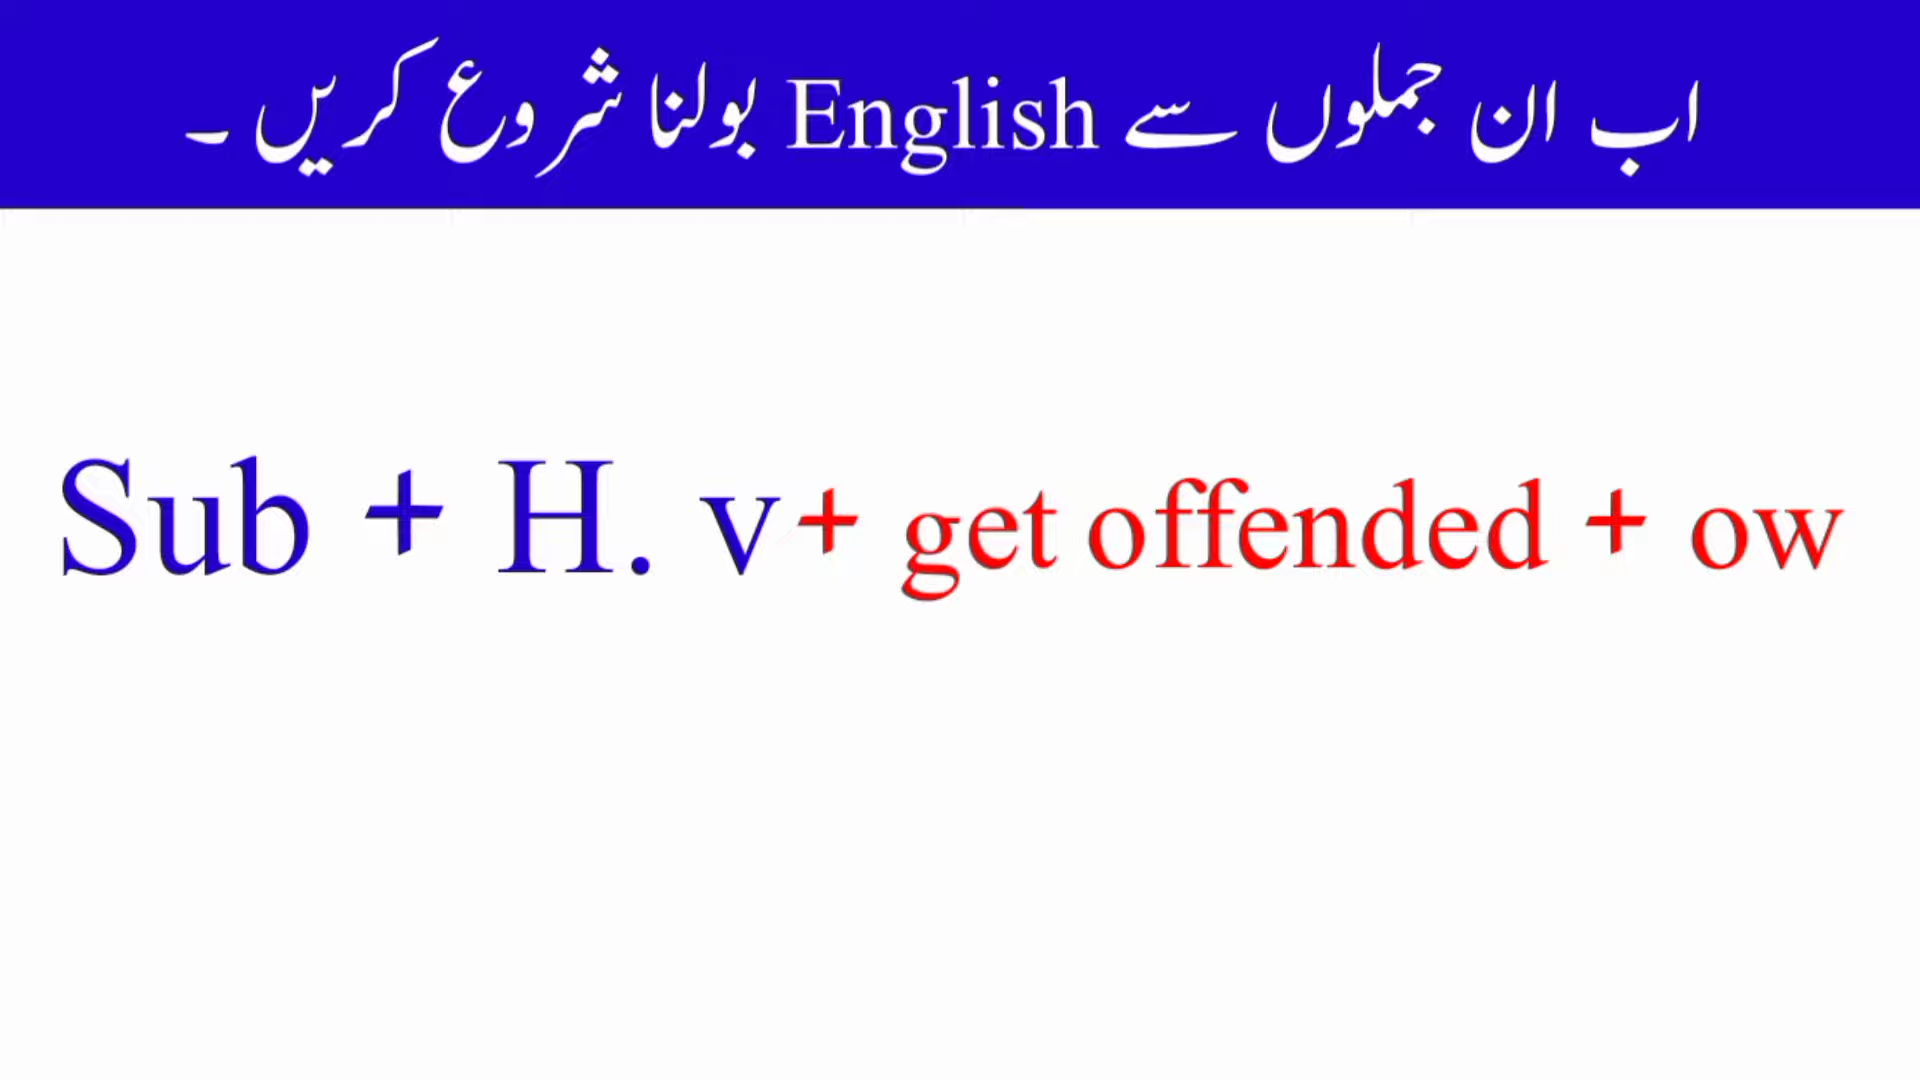 اب ان جملوں سے English بولنا شروع کریں ۔
Sub + H. v+ get offended + ow